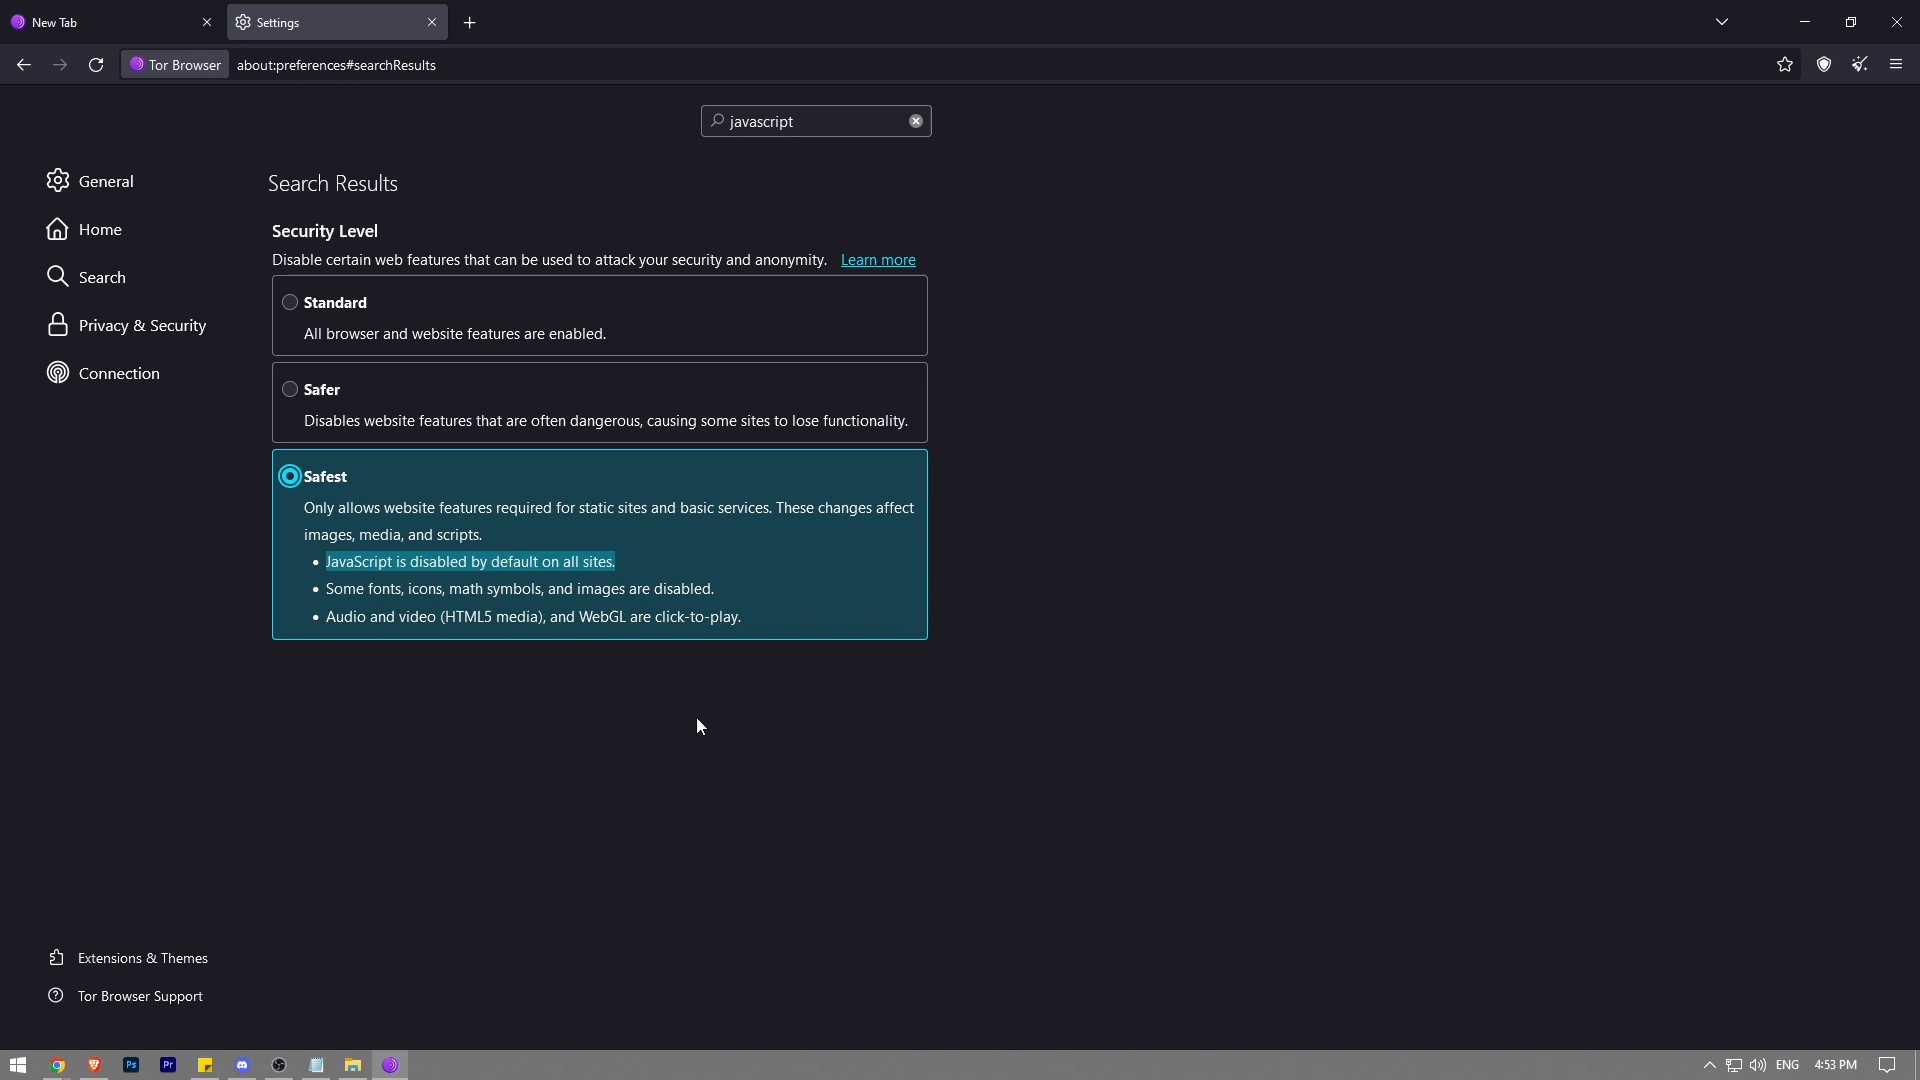 New Tab
Settings
Tor Browser
about:preferences#searchResults
javascript
General
Home
Search
Privacy & Security
Connection
Search Results
Security Level
Disable certain web features that can be used to attack your security and anonymity. Learn more
Standard
All browser and website features are enabled.
Safer
Disables website features that are often dangerous, causing some sites to lose functionality.
Safest
Only allows website features required for static sites and basic services. These changes affect
images, media, and scripts.
• JavaScript is disabled by default on all sites.
• Some fonts, icons, math symbols, and images are disabled.
• Audio and video (HTML5 media), and WebGL are click-to-play.
Extensions & Themes
Tor Browser Support
Ps
Pr
ENG
4:53 PM